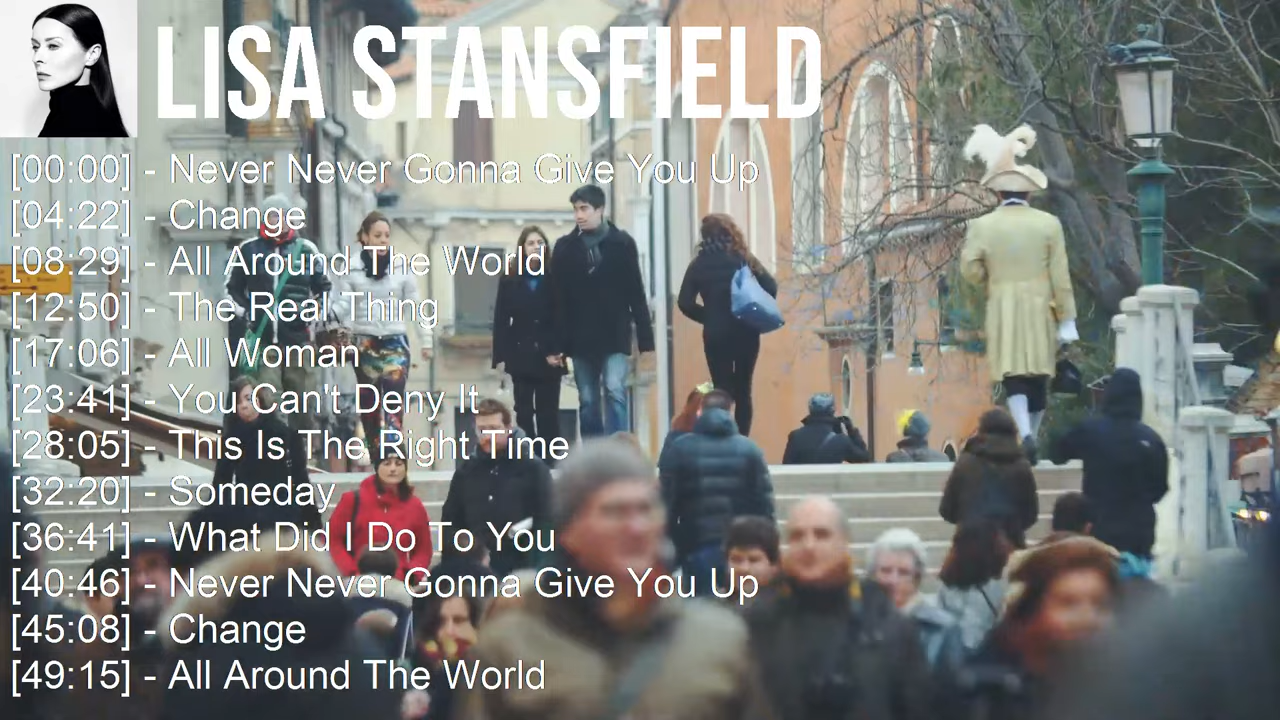 LISA STANSFIELD
[00:00] - Never Never Gonna Give You Up
[04:22] - Change
[08:29] - All Around The World
[12:50] - The Real Thing
[17:06] - All Woman
[23:41] - You Can't Deny It
[28:05] - This Is The Right Time
[32:20] - Someday
[36:41] - What Did I Do To You
[40:46] - Never Never Gonna Give You Up
[45:08] - Change
[49:15] - All Around The World